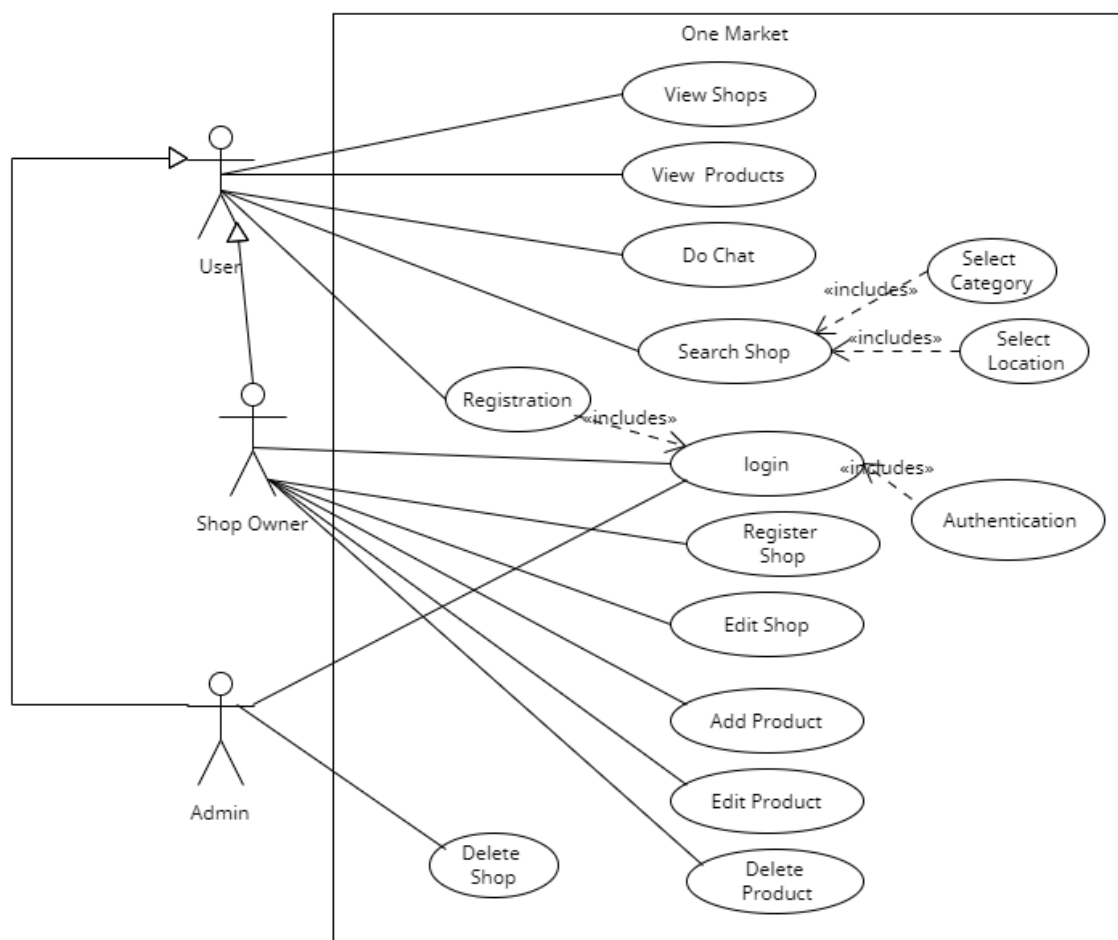 One Market
View Shops
View Products
User
Do Chat
Select
Category
«includes»
Search Shop
«includes»
Select
Location
Registration
«includes»
login
«includes»
Authentication
Shop Owner
Register
Shop
Edit Shop
Add Product
Admin
Edit Product
Delete
Shop
Delete
Product